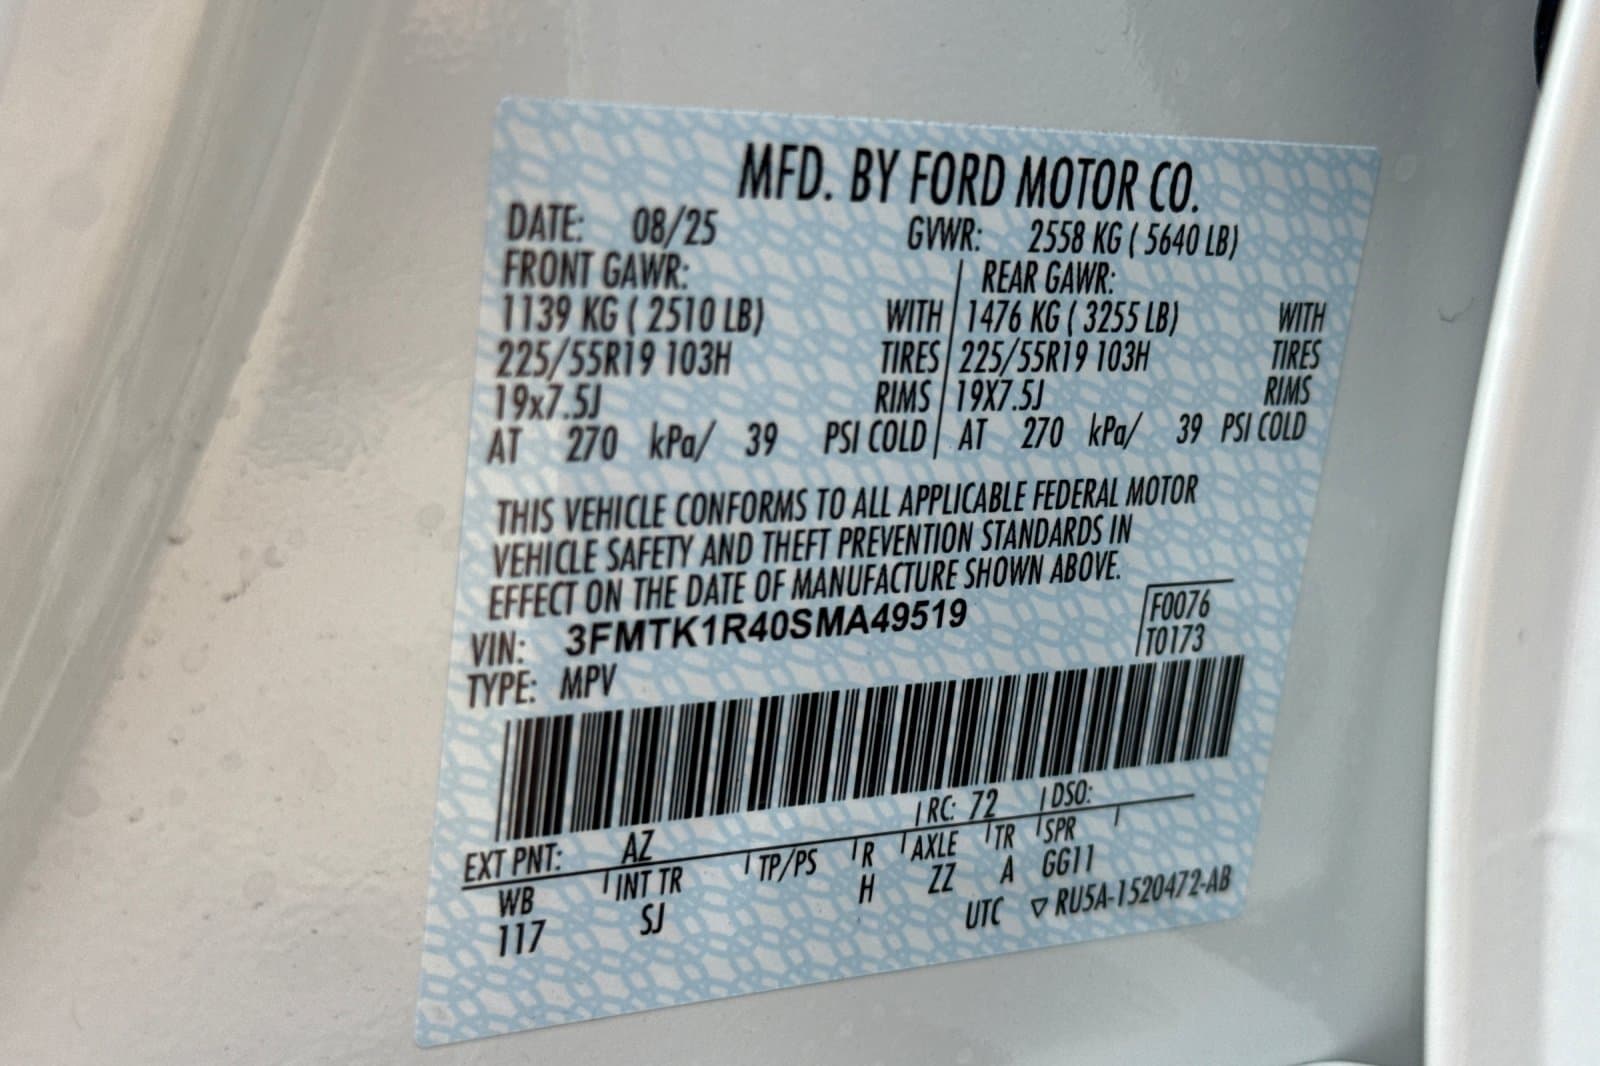 MFD. BY FORD MOTOR CO.
DATE: 08/25 GVWR: 2558 KG ( 5640 LB)
FRONT GAWR: REAR GAWR:
1139 KG ( 2510 LB) WITH 1476 KG ( 3255 LB) WITH
225/55R19 103H TIRES 225/55R19 103H TIRES
19x7.5J RIMS 19X7.5J RIMS
AT 270 kPa/ 39 PSI COLD AT 270 kPa/ 39 PSI COLD
THIS VEHICLE CONFORMS TO ALL APPLICABLE FEDERAL MOTOR
VEHICLE SAFETY AND THEFT PREVENTION STANDARDS IN
EFFECT ON THE DATE OF MANUFACTURE SHOWN ABOVE.
VIN: 3FMTK1R40SMA49519 F0076
TYPE: MPV T0173
EXT PNT: AZ RC: 72 DSO:
WB INT TR TP/PS R AXLE TR SPR
117 SJ H ZZ A GG11
UTC ▽ RU5A-1520472-AB